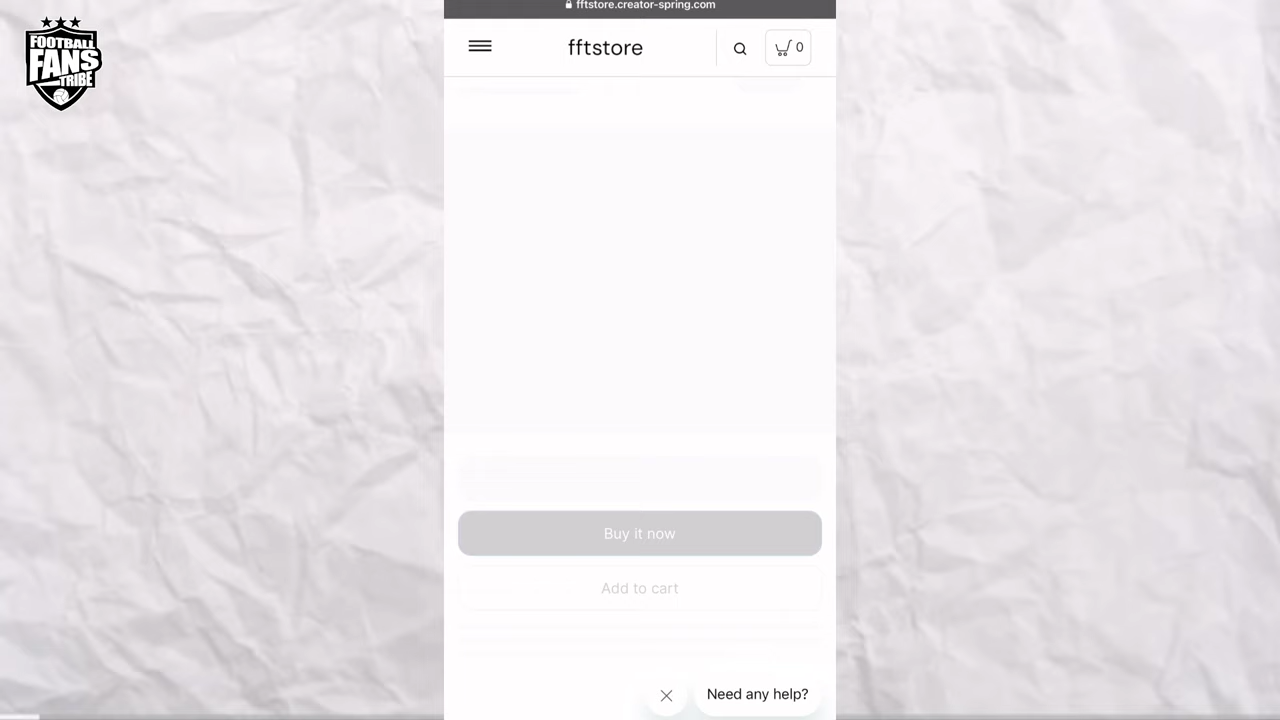 FOOTBALL
FANS
TRIBE
fftstore.creator-spring.com
fftstore
0
Buy it now
Add to cart
Need any help?